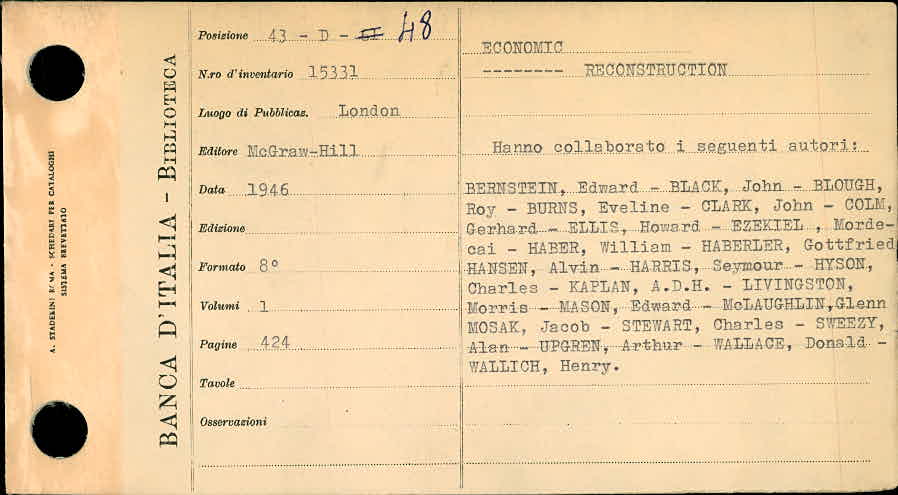 A. STADERINI ROMA - SCHEDARI PER CATALOGHI
SISTEMA BREVETTATO
BANCA D'ITALIA - BIBLIOTECA
Posizione 43 - D - 48
N.ro d'inventario 15331
Luogo di Pubblicaz. London
Editore McGraw-Hill
Data 1946
Edizione
Formato 8°
Volumi 1
Pagine 424
Tavole
Osservazioni
ECONOMIC
-------- RECONSTRUCTION
Hanno collaborato i seguenti autori:
BERNSTEIN, Edward - BLACK, John - BLOUGH,
Roy - BURNS, Eveline - CLARK, John - COLM,
Gerhard - ELLIS, Howard - EZEKIEL , Morde-
cai - HABER, William - HABERLER, Gottfried
HANSEN, Alvin - HARRIS, Seymour - HYSON,
Charles - KAPLAN, A.D.H. - LIVINGSTON,
Morris - MASON, Edward - McLAUGHLIN,Glenn
MOSAK, Jacob - STEWART, Charles - SWEEZY,
Alan - UPGREN, Arthur - WALLACE, Donald -
WALLICH, Henry.